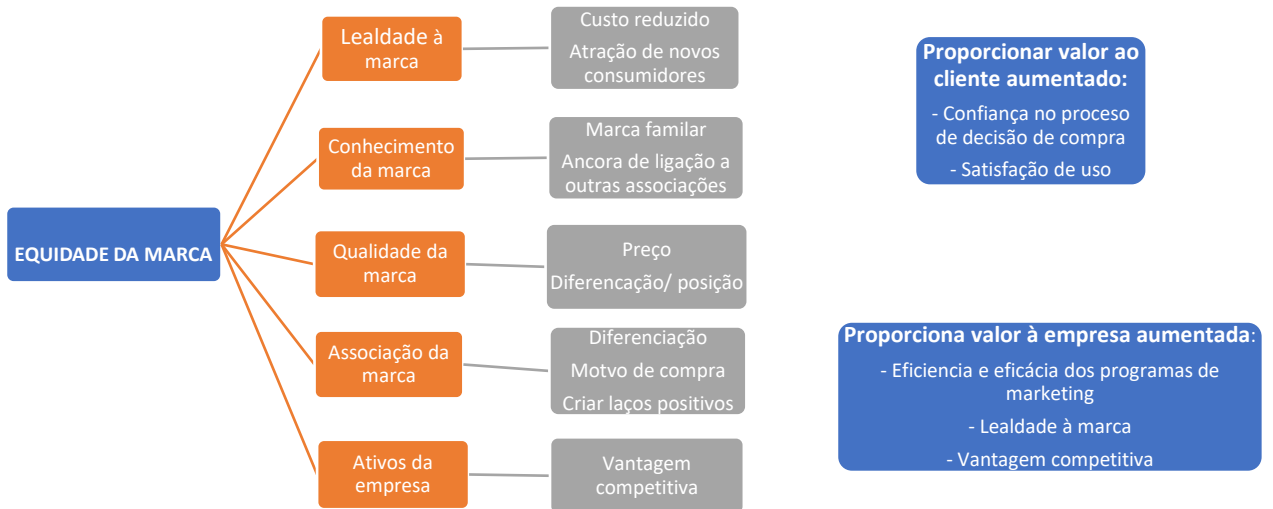 EQUIDADE DA MARCA
Lealdade à
marca
Custo reduzido
Atração de novos
consumidores
Conhecimento
da marca
Marca familar
Ancora de ligação a
outras associações
Qualidade da
marca
Preço
Diferencação/ posição
Associação da
marca
Diferenciação
Motvo de compra
Criar laços positivos
Ativos da
empresa
Vantagem
competitiva
Proporcionar valor ao
cliente aumentado:
- Confiança no proceso
de decisão de compra
- Satisfação de uso
Proporciona valor à empresa aumentada:
- Eficiencia e eficácia dos programas de
marketing
- Lealdade à marca
- Vantagem competitiva